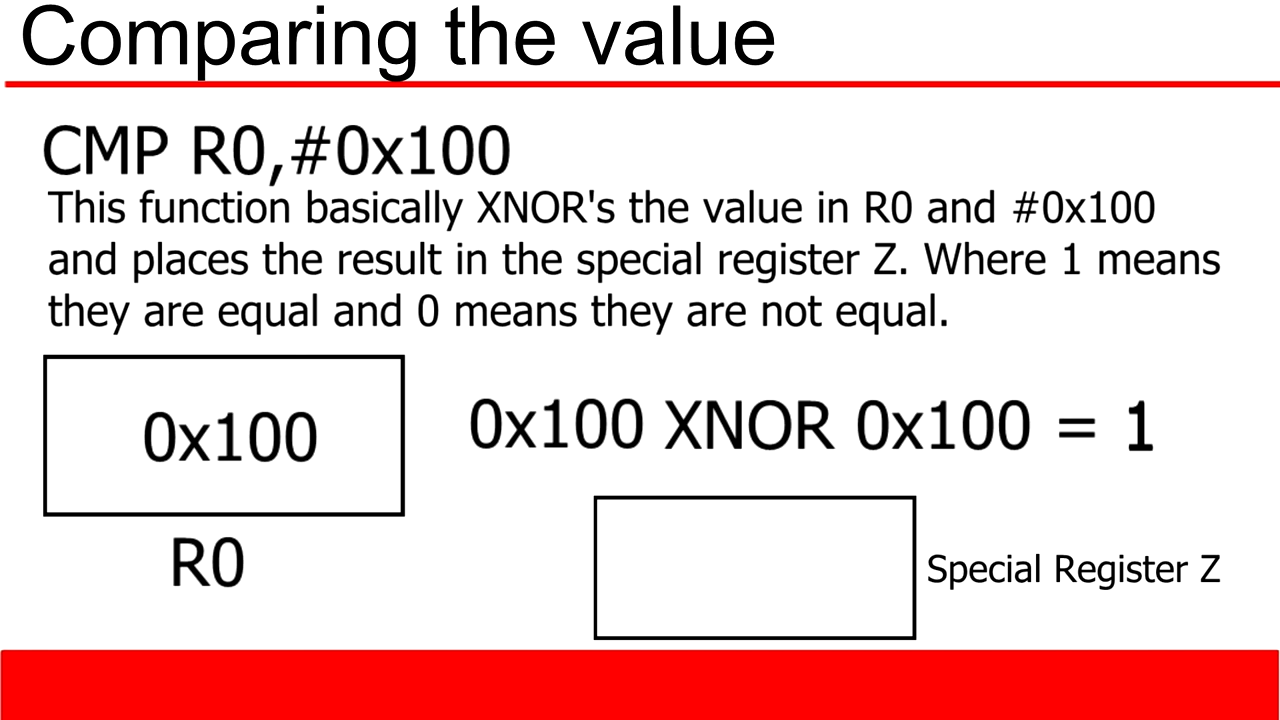 Comparing the value
CMP R0,#0x100
This function basically XNOR's the value in R0 and #0x100
and places the result in the special register Z. Where 1 means
they are equal and 0 means they are not equal.
0x100
0x100 XNOR 0x100 = 1
R0
Special Register Z